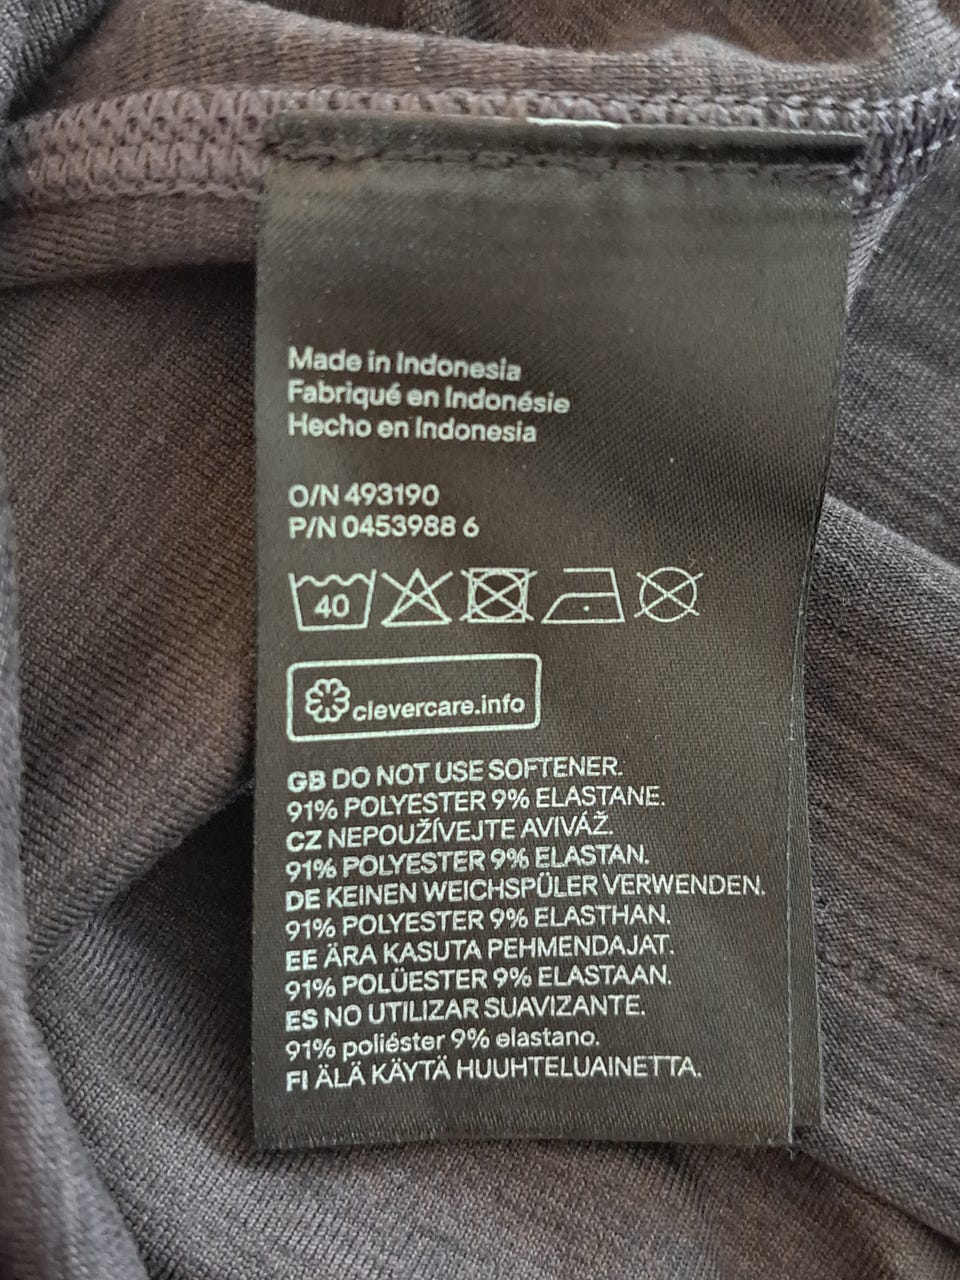 Made in Indonesia
Fabriqué en Indonésie
Hecho en Indonesia
O/N 493190
P/N 0453988 6
40
clevercare.info
GB DO NOT USE SOFTENER.
91% POLYESTER 9% ELASTANE.
CZ NEPOUŽÍVEJTE AVIVÁŽ.
91% POLYESTER 9% ELASTAN.
DE KEINEN WEICHSPÜLER VERWENDEN.
91% POLYESTER 9% ELASTHAN.
EE ÄRA KASUTA PEHMENDAJAT.
91% POLÜESTER 9% ELASTAAN.
ES NO UTILIZAR SUAVIZANTE.
91% poliéster 9% elastano.
FI ÄLÄ KÄYTÄ HUUHTELUAINETTA.